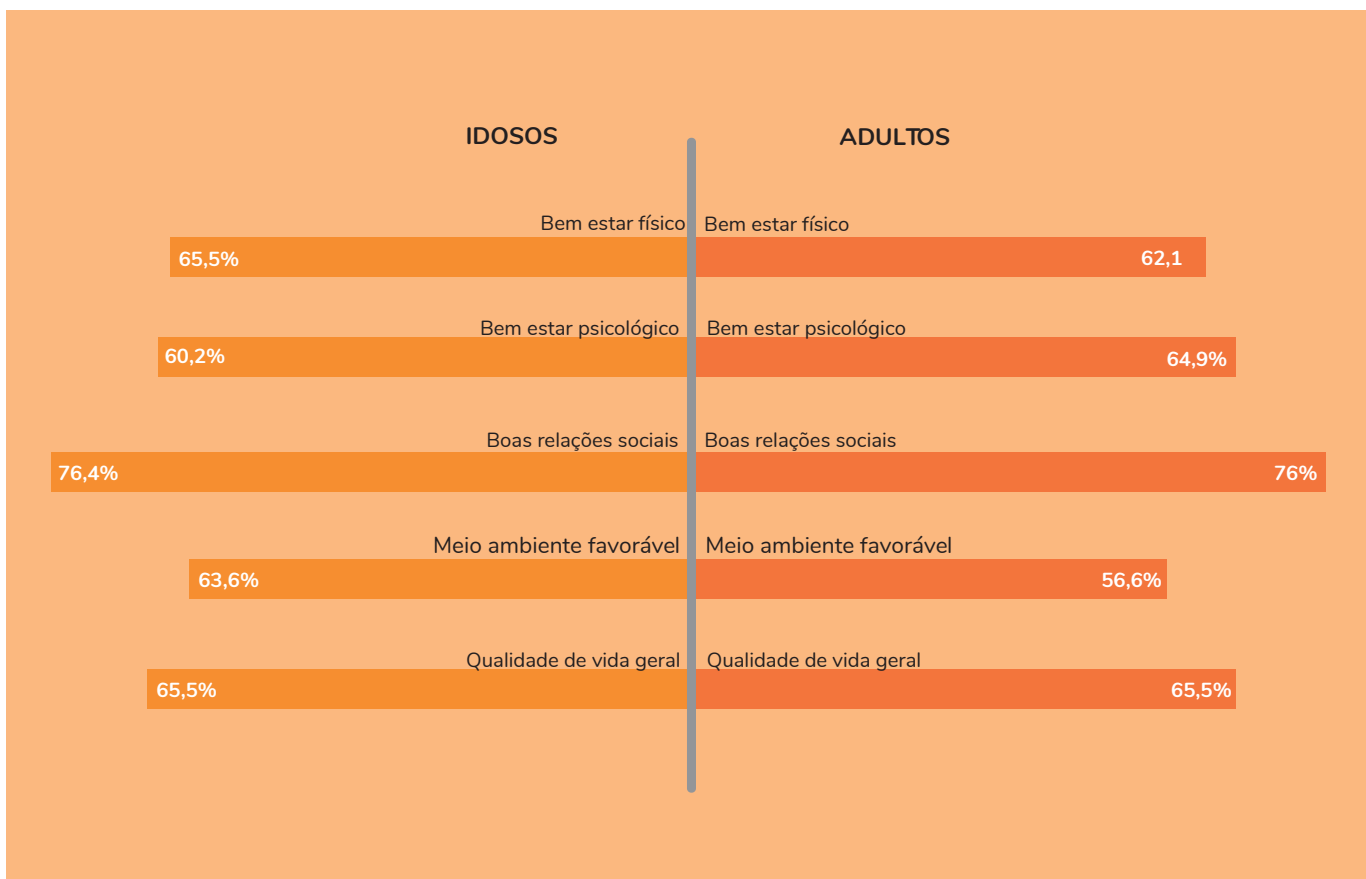 IDOSOS
ADULTOS
Bem estar físico
Bem estar físico
65,5%
62,1
Bem estar psicológico
Bem estar psicológico
60,2%
64,9%
Boas relações sociais
Boas relações sociais
76,4%
76%
Meio ambiente favorável
Meio ambiente favorável
63,6%
56,6%
Qualidade de vida geral
Qualidade de vida geral
65,5%
65,5%